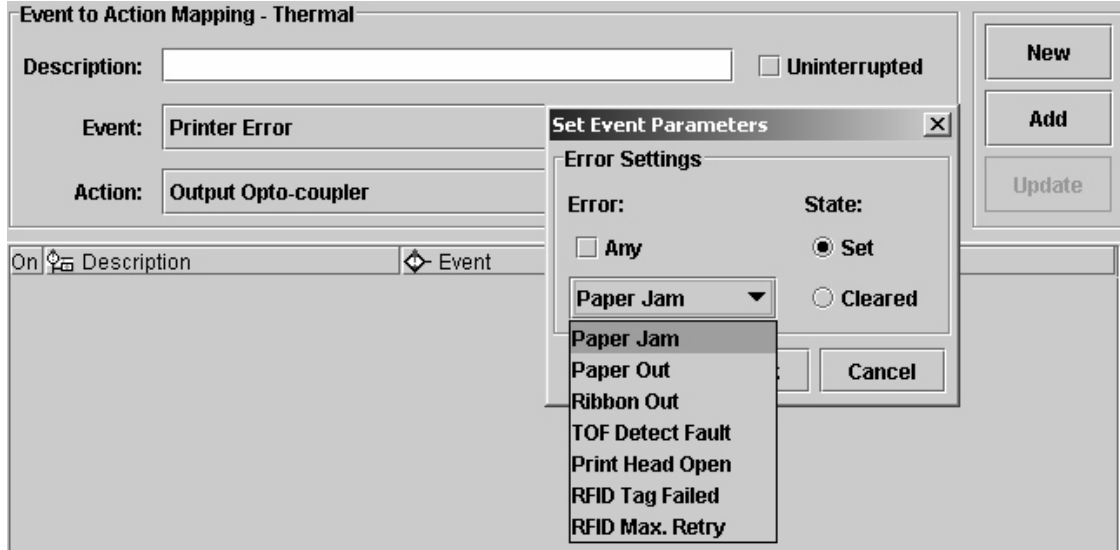 Event to Action Mapping - Thermal
Description:
Uninterrupted
New
Event: Printer Error
Add
Action: Output Opto-coupler
Update
On Description Event
Set Event Parameters
Error Settings
Error: State:
Any Set
Paper Jam Cleared
Paper Jam
Paper Out
Ribbon Out
TOF Detect Fault
Print Head Open
RFID Tag Failed
RFID Max. Retry
Cancel